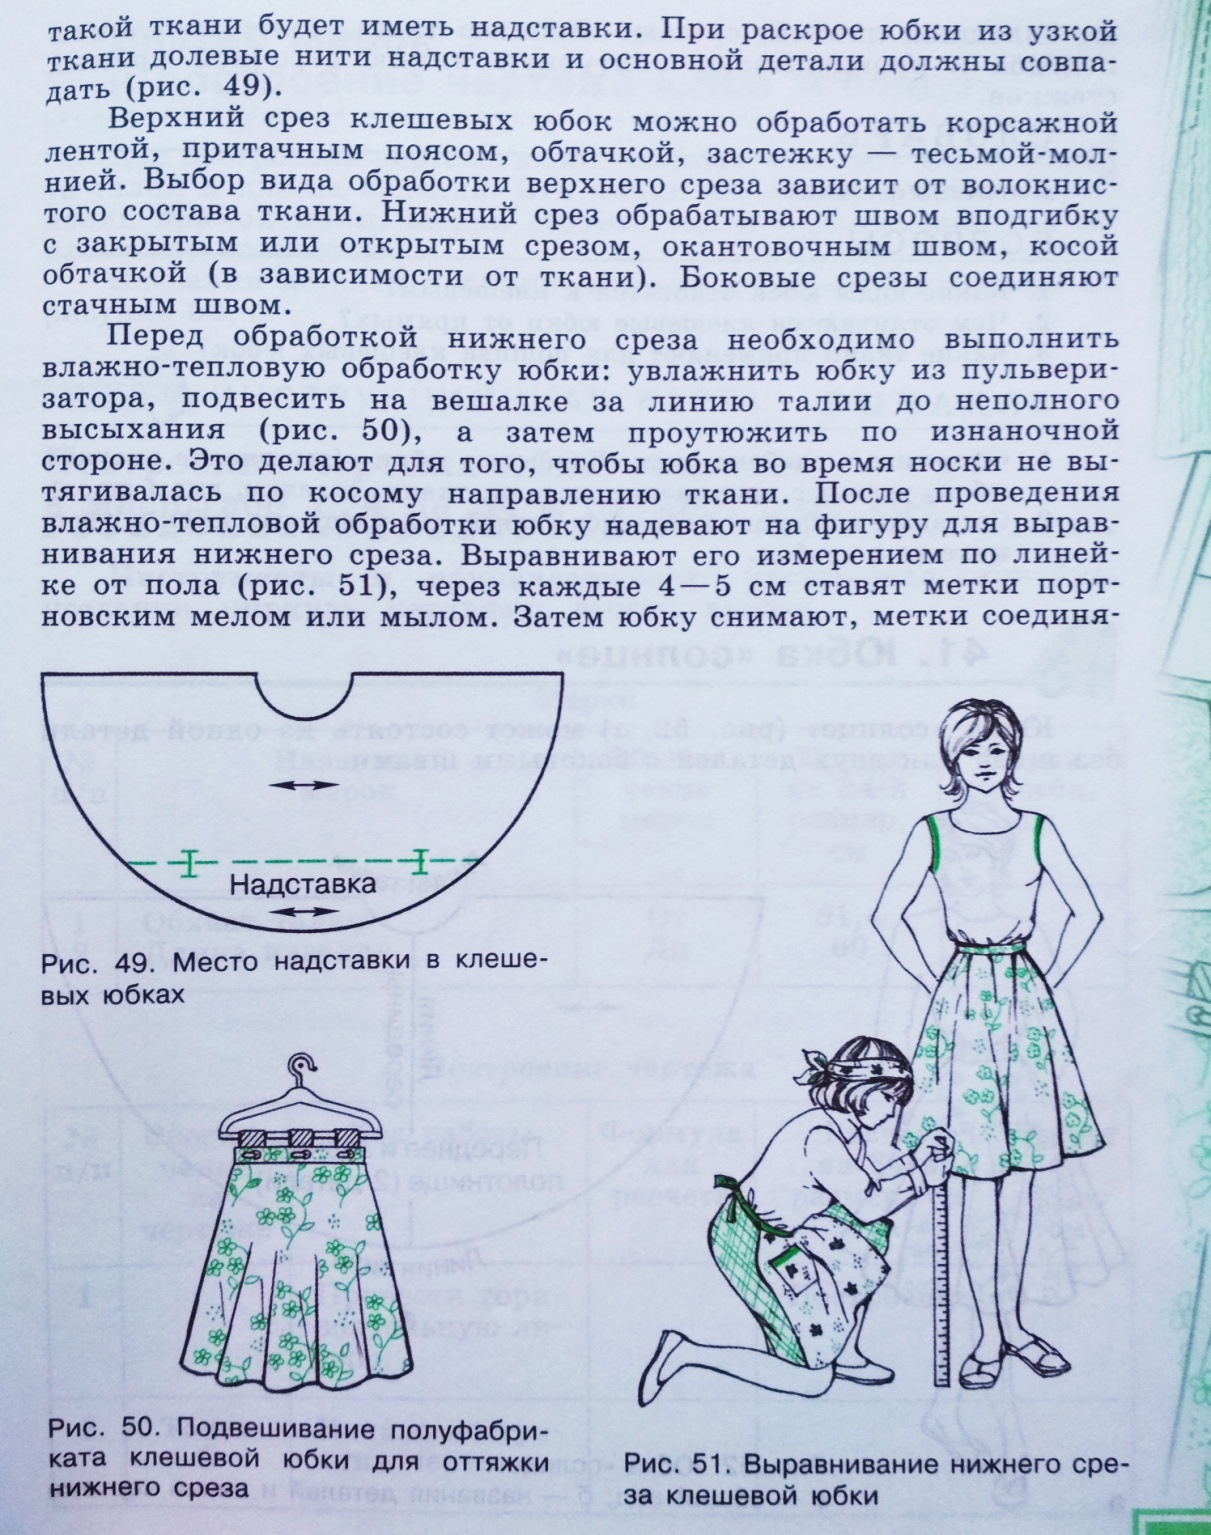 такой ткани будет иметь надставки. При раскрое юбки из узкой
ткани долевые нити надставки и основной детали должны совпа-
дать (рис. 49).
Верхний срез клешевых юбок можно обработать корсажной
лентой, притачным поясом, обтачкой, застежку — тесьмой-мол-
нией. Выбор вида обработки верхнего среза зависит от волокнис-
того состава ткани. Нижний срез обрабатывают швом вподгибку
с закрытым или открытым срезом, окантовочным швом, косой
обтачкой (в зависимости от ткани). Боковые срезы соединяют
стачным швом.
Перед обработкой нижнего среза необходимо выполнить
влажно-тепловую обработку юбки: увлажнить юбку из пульвери-
затора, подвесить на вешалке за линию талии до неполного
высыхания (рис. 50), а затем проутюжить по изнаночной
стороне. Это делают для того, чтобы юбка во время носки не вы-
тягивалась по косому направлению ткани. После проведения
влажно-тепловой обработки юбку надевают на фигуру для вырав-
нивания нижнего среза. Выравнивают его измерением по линей-
ке от пола (рис. 51), через каждые 4—5 см ставят метки порт-
новским мелом или мылом. Затем юбку снимают, метки соединя-
Надставка
Рис. 49. Место надставки в клеше-
вых юбках
Рис. 50. Подвешивание полуфабри-
ката клешевой юбки для оттяжки
нижнего среза
Рис. 51. Выравнивание нижнего сре-
за клешевой юбки